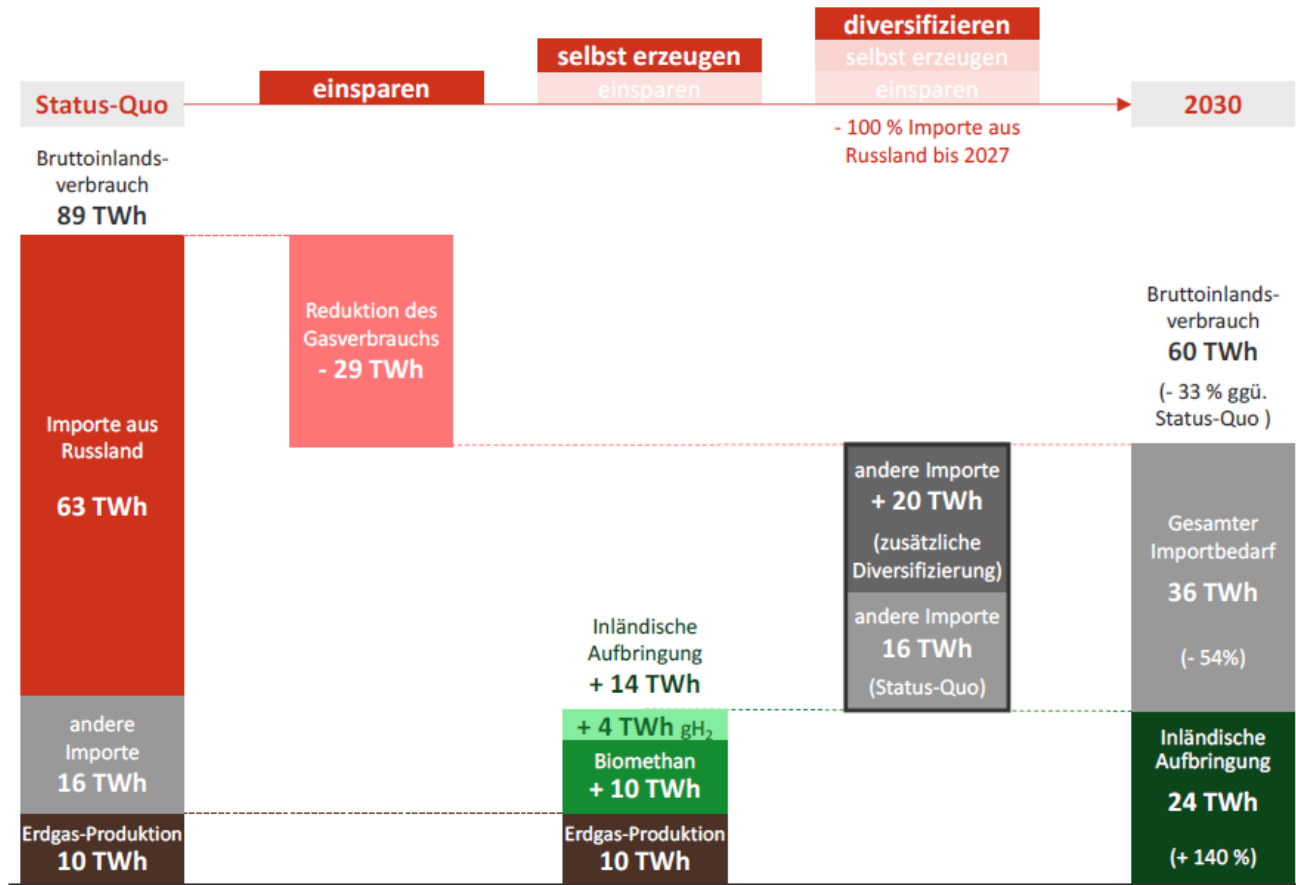 diversifizieren
selbst erzeugen
einsparen
selbst erzeugen
einsparen
einsparen
Status-Quo
2030
- 100 % Importe aus
Russland bis 2027
Bruttoinlands-
verbrauch
89 TWh
Importe aus
Russland
63 TWh
andere
Importe
16 TWh
Erdgas-Produktion
10 TWh
Reduktion des
Gasverbrauchs
- 29 TWh
Inländische
Aufbringung
+ 14 TWh
+ 4 TWh gH₂
Biomethan
+ 10 TWh
Erdgas-Produktion
10 TWh
andere Importe
+ 20 TWh
(zusätzliche
Diversifizierung)
andere Importe
16 TWh
(Status-Quo)
Bruttoinlands-
verbrauch
60 TWh
(- 33 % ggü.
Status-Quo )
Gesamter
Importbedarf
36 TWh
(- 54%)
Inländische
Aufbringung
24 TWh
(+ 140 %)